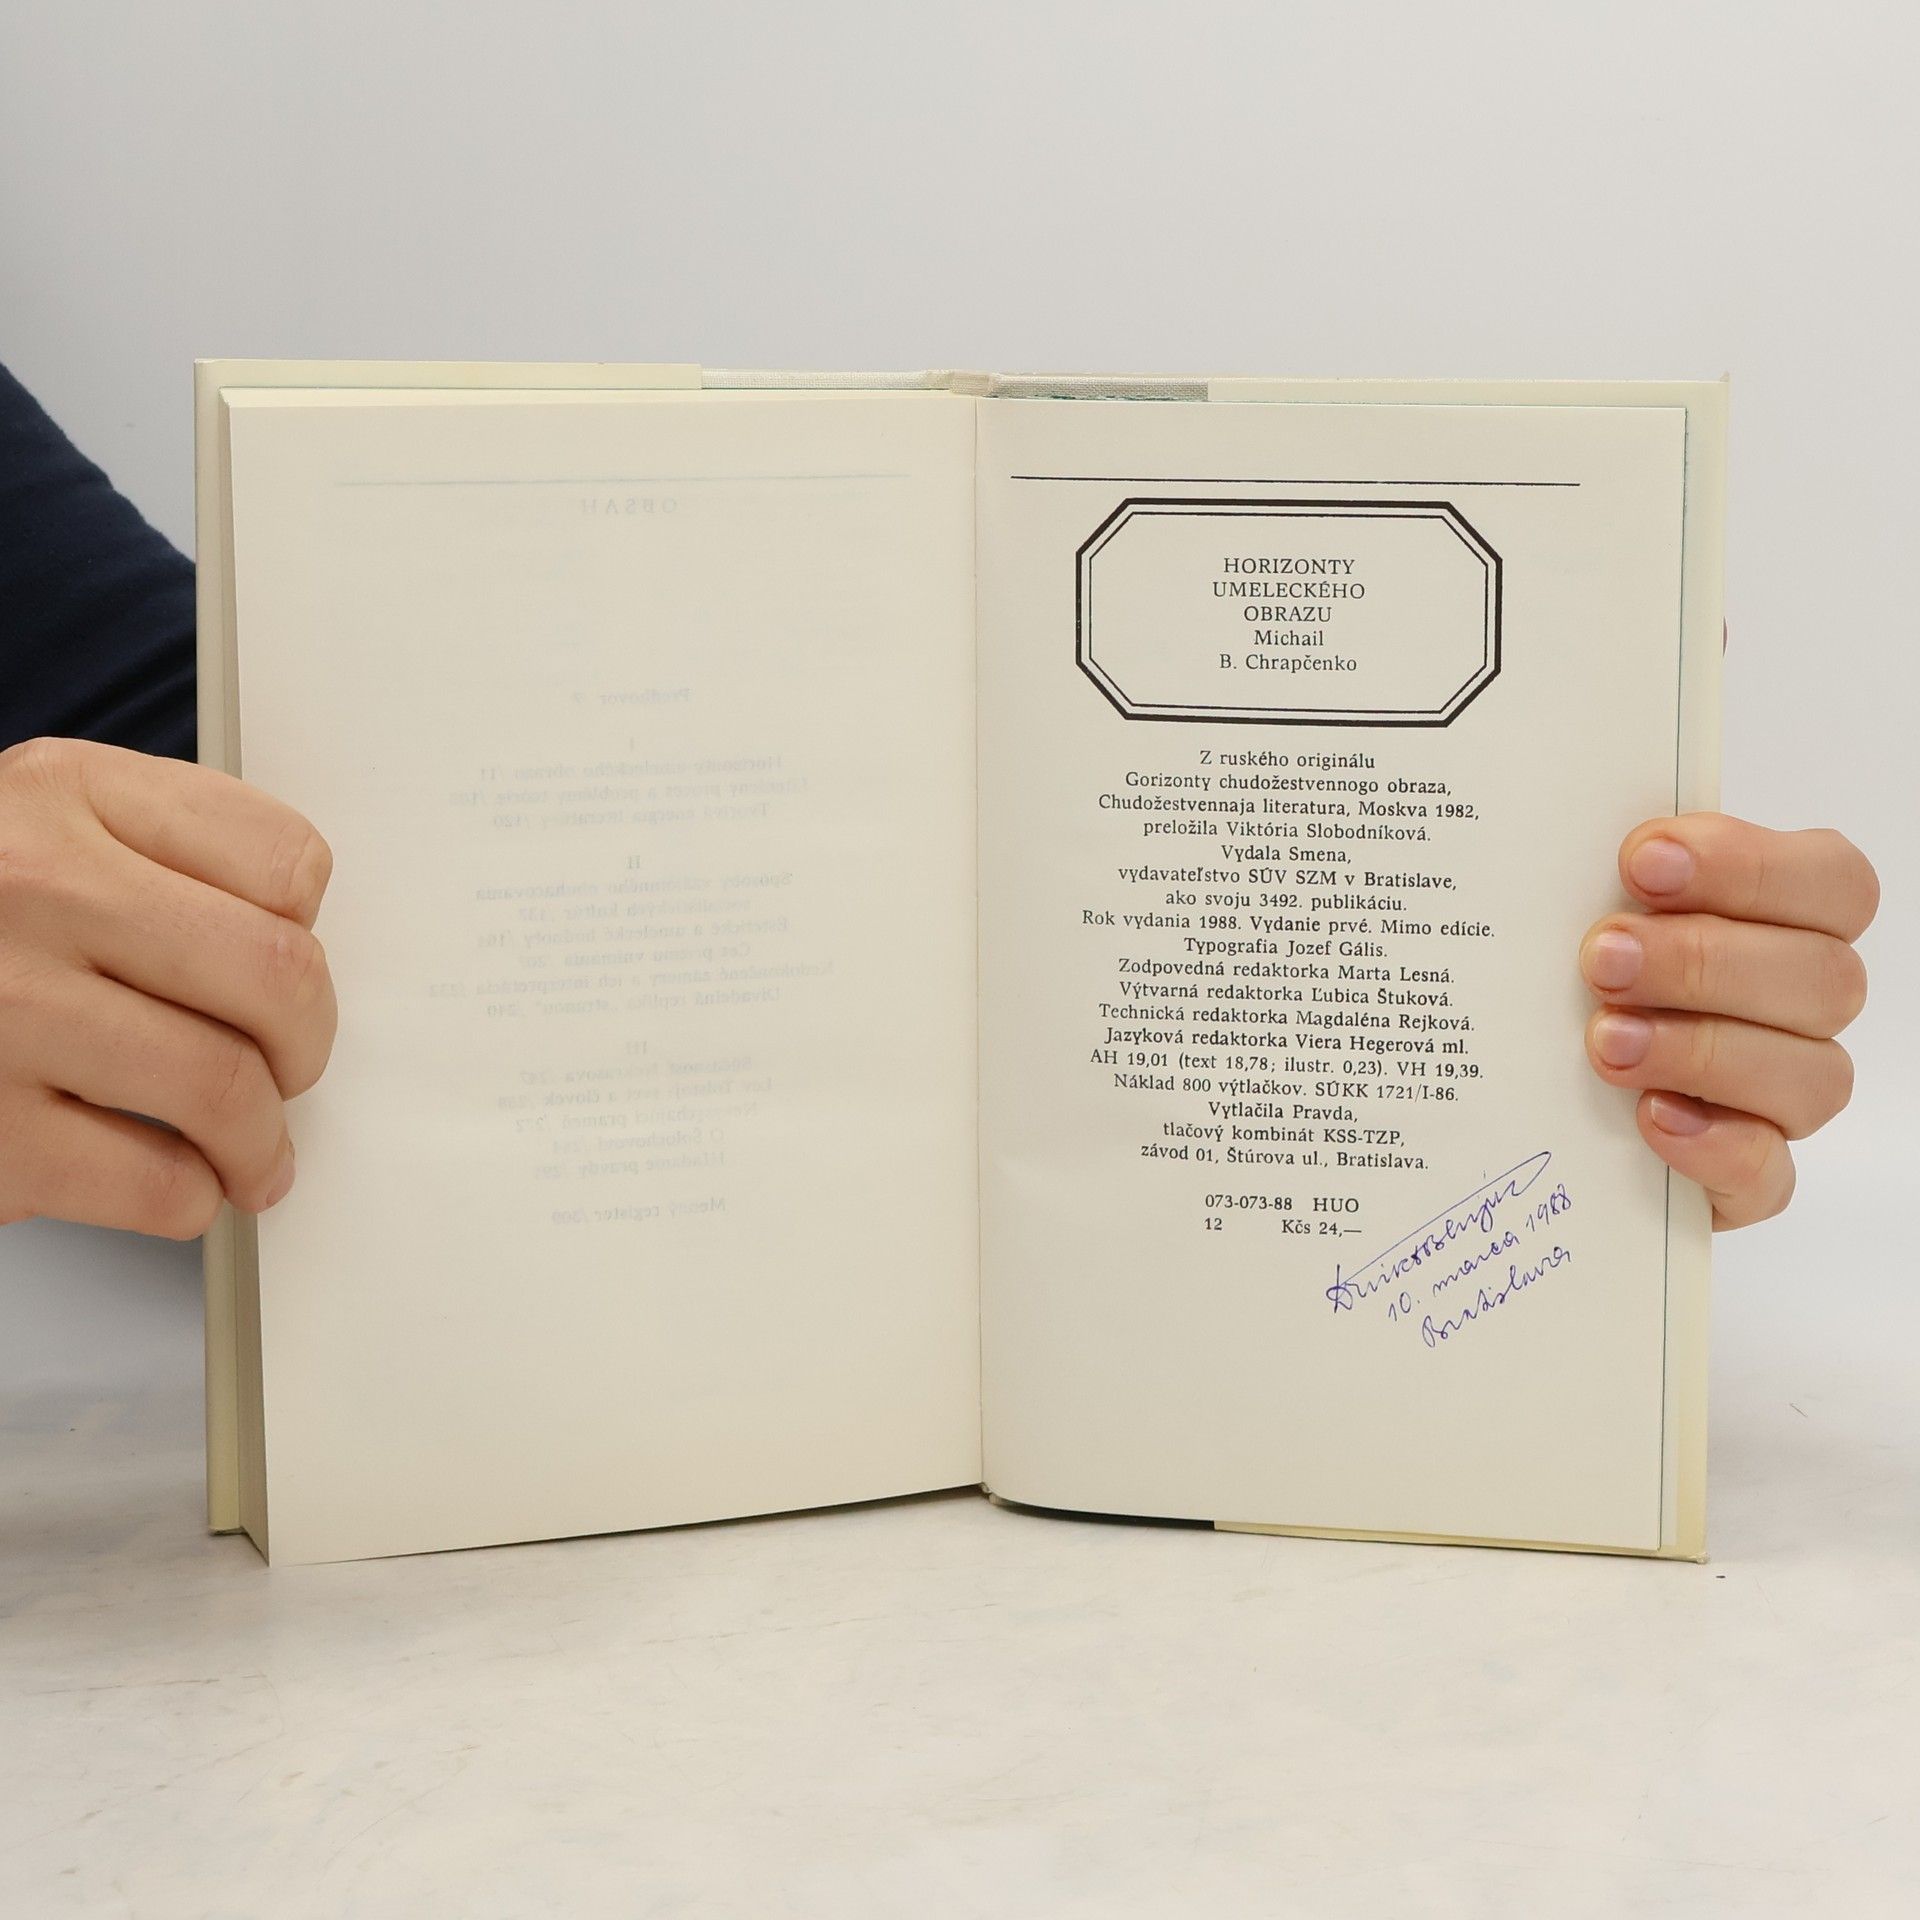 HORIZONTY
UMELECKÉHO
OBRAZU
Michail
B. Chrapčenko
Z ruského originálu
Gorizonty chudožestvennogo obraza,
Chudožestvennaja literatura, Moskva 1982,
preložila Viktória Slobodníková.
Vydala Smena,
vydavateľstvo SÚV SZM v Bratislave,
ako svoju 3492. publikáciu.
Rok vydania 1988. Vydanie prvé. Mimo edície.
Typografia Jozef Gális.
Zodpovedná redaktorka Marta Lesná.
Výtvarná redaktorka Ľubica Štuková.
Technická redaktorka Magdaléna Rejková.
Jazyková redaktorka Viera Hegerová ml.
AH 19,01 (text 18,78; ilustr. 0,23). VH 19,39.
Náklad 800 výtlačkov. SÚKK 1721/I-86.
Vytlačila Pravda,
tlačový kombinát KSS-TZP,
závod 01, Štúrova ul., Bratislava.
073-073-88 HUO
12 Kčs 24,—
10. marca 1988
Bratislava